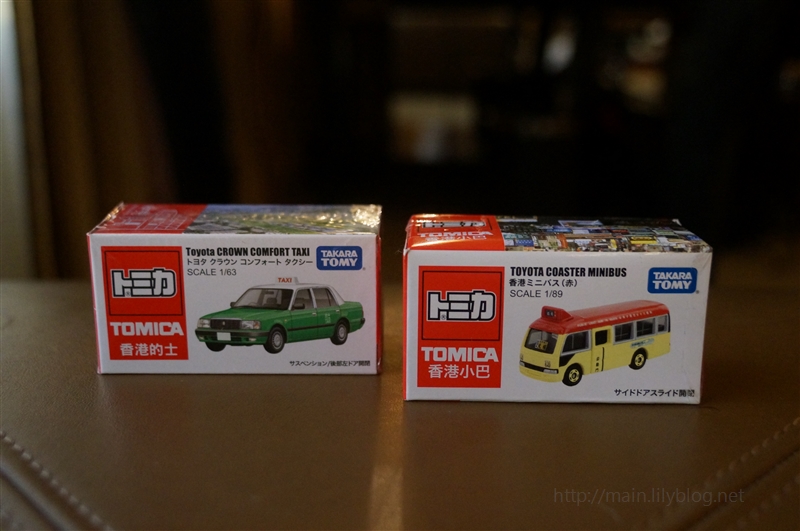 トミカ
TOMICA
香港的士
Toyota CROWN COMFORT TAXI
トヨタ クラウン コンフォート タクシー
SCALE 1/63
TAKARA
TOMY
TAXI
サスペンション/後部左ドア開閉
トミカ
TOMICA
トミカ
TOMICA
香港小巴
TOYOTA COASTER MINIBUS
香港ミニバス(赤)
SCALE 1/89
TAKARA
TOMY
サイドドアスライド開閉
http://main.lilyblog.net